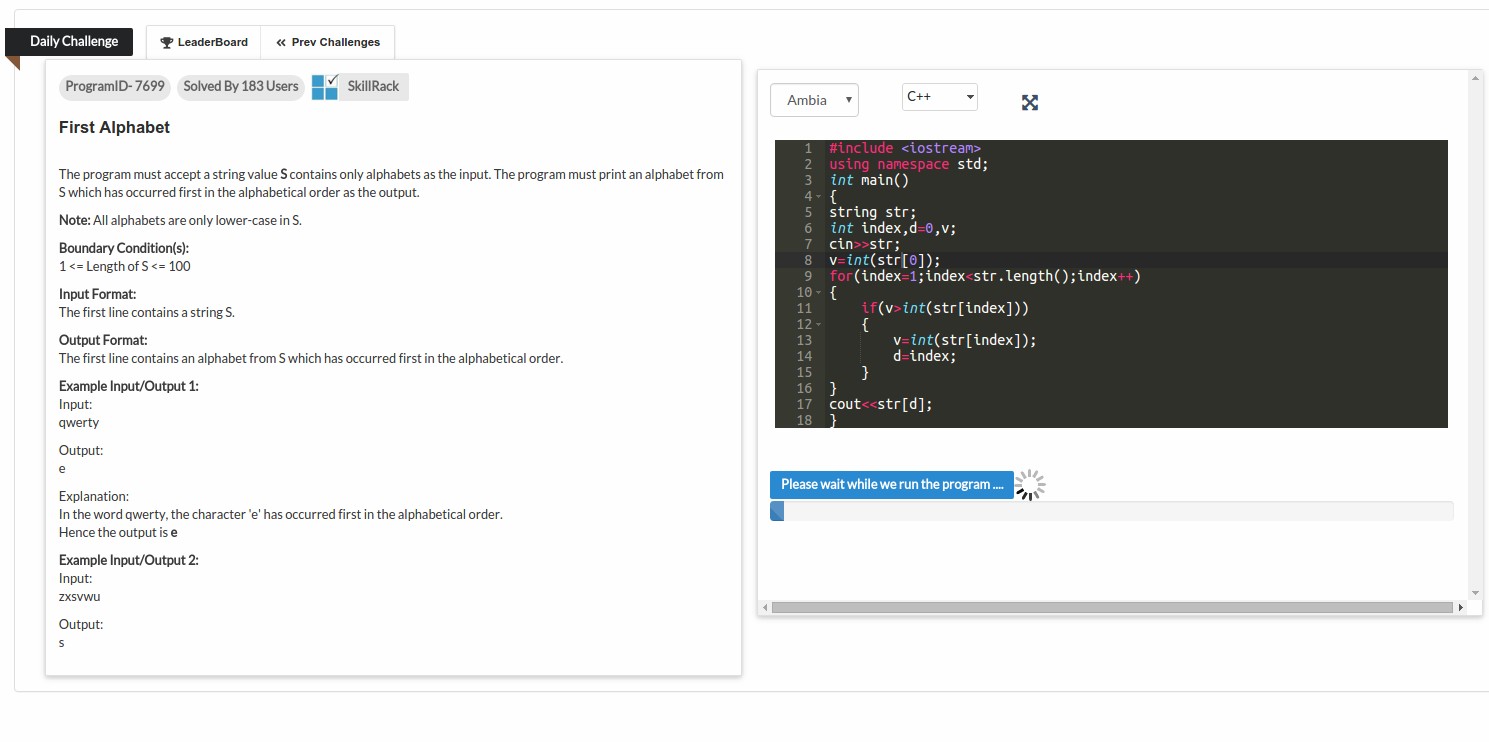 Daily Challenge
LeaderBoard
« Prev Challenges
ProgramID- 7699
Solved By 183 Users
SkillRack
First Alphabet
The program must accept a string value S contains only alphabets as the input. The program must print an alphabet from
S which has occurred first in the alphabetical order as the output.
Note: All alphabets are only lower-case in S.
Boundary Condition(s):
1 <= Length of S <= 100
Input Format:
The first line contains a string S.
Output Format:
The first line contains an alphabet from S which has occurred first in the alphabetical order.
Example Input/Output 1:
Input:
qwerty
Output:
e
Explanation:
In the word qwerty, the character 'e' has occurred first in the alphabetical order.
Hence the output is e
Example Input/Output 2:
Input:
zxsvwu
Output:
s
Ambia
C++
1 #include <iostream>
2 using namespace std;
3 int main()
4 {
5 string str;
6 int index,d=0,v;
7 cin>>str;
8 v=int(str[0]);
9 for(index=1;index<str.length();index++)
10 {
11     if(v>int(str[index]))
12     {
13         v=int(str[index]);
14         d=index;
15     }
16 }
17 cout<<str[d];
18 }
Please wait while we run the program ....